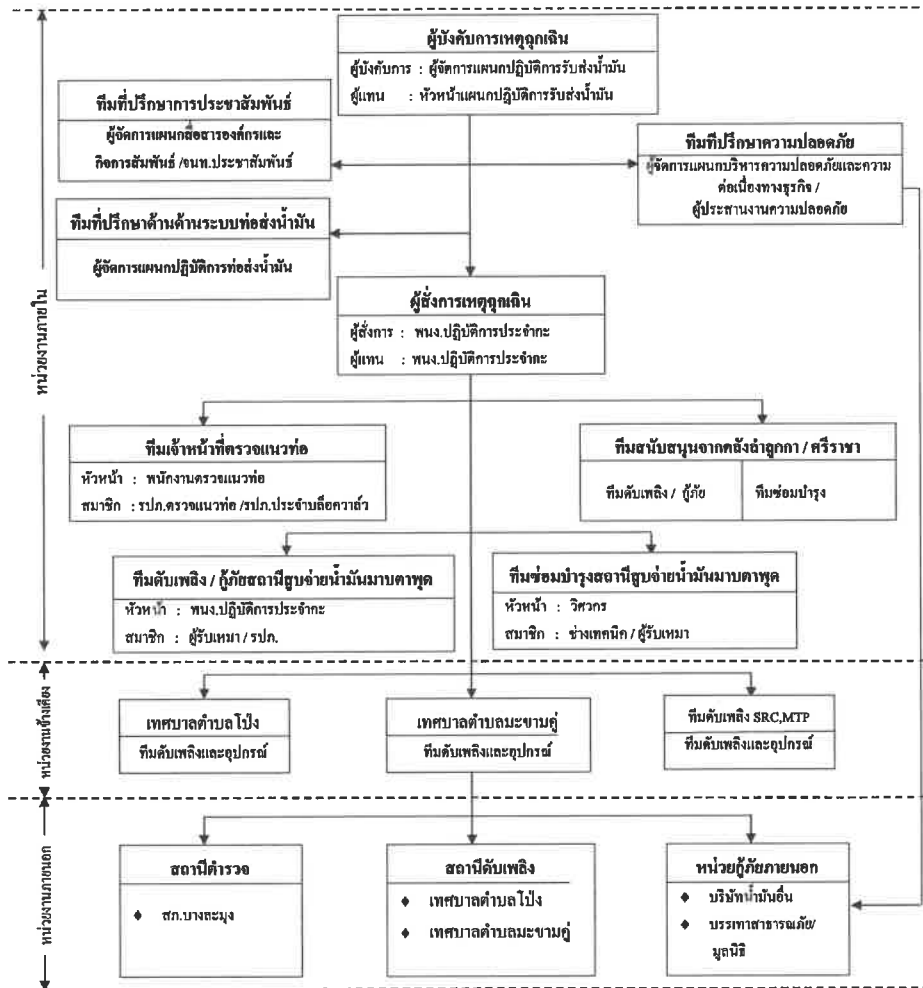 ผู้บังคับการเหตุฉุกเฉิน
ผู้บังคับการ : ผู้จัดการแผนกปฏิบัติการรับส่งน้ำมัน
ผู้แทน : หัวหน้าแผนกปฏิบัติการรับส่งน้ำมัน
ทีมที่ปรึกษาการประชาสัมพันธ์
ผู้จัดการแผนกสื่อสารองค์กรและ
กิจการสัมพันธ์ /จนท.ประชาสัมพันธ์
ทีมที่ปรึกษาความปลอดภัย
ผู้จัดการแผนกบริหารความปลอดภัยและความ
ต่อเนื่องทางธุรกิจ /
ผู้ประสานงานความปลอดภัย
ทีมที่ปรึกษาด้านด้านระบบท่อส่งน้ำมัน
ผู้จัดการแผนกปฏิบัติการท่อส่งน้ำมัน
หน่วยงานภายใน
ผู้สั่งการเหตุฉุกเฉิน
ผู้สั่งการ : พนง.ปฏิบัติการประจำกะ
ผู้แทน : พนง.ปฏิบัติการประจำกะ
ทีมเจ้าหน้าที่ตรวจแนวท่อ
หัวหน้า : พนักงานตรวจแนวท่อ
สมาชิก : รปภ.ตรวจแนวท่อ /รปภ.ประจำบล็อควาล์ว
ทีมสนับสนุนจากคลังลำลูกกา / ศรีราชา
ทีมดับเพลิง / กู้ภัย
ทีมซ่อมบำรุง
ทีมดับเพลิง / กู้ภัยสถานีสูบจ่ายน้ำมันมาบตาพุด
หัวหน้า : พนง.ปฏิบัติการประจำกะ
สมาชิก : ผู้รับเหมา / รปภ.
ทีมซ่อมบำรุงสถานีสูบจ่ายน้ำมันมาบตาพุด
หัวหน้า : วิศวกร
สมาชิก : ช่างเทคนิค / ผู้รับเหมา
หน่วยงานข้างเคียง
เทศบาลตำบลโป่ง
ทีมดับเพลิงและอุปกรณ์
เทศบาลตำบลมะขามคู่
ทีมดับเพลิงและอุปกรณ์
ทีมดับเพลิง SRC,MTP
ทีมดับเพลิงและอุปกรณ์
หน่วยงานภายนอก
สถานีตำรวจ
♦ สภ.บางละมุง
สถานีดับเพลิง
♦ เทศบาลตำบลโป่ง
♦ เทศบาลตำบลมะขามคู่
หน่วยกู้ภัยภายนอก
♦ บริษัทน้ำมันอื่น
♦ บรรเทาสาธารณภัย/
มูลนิธิ